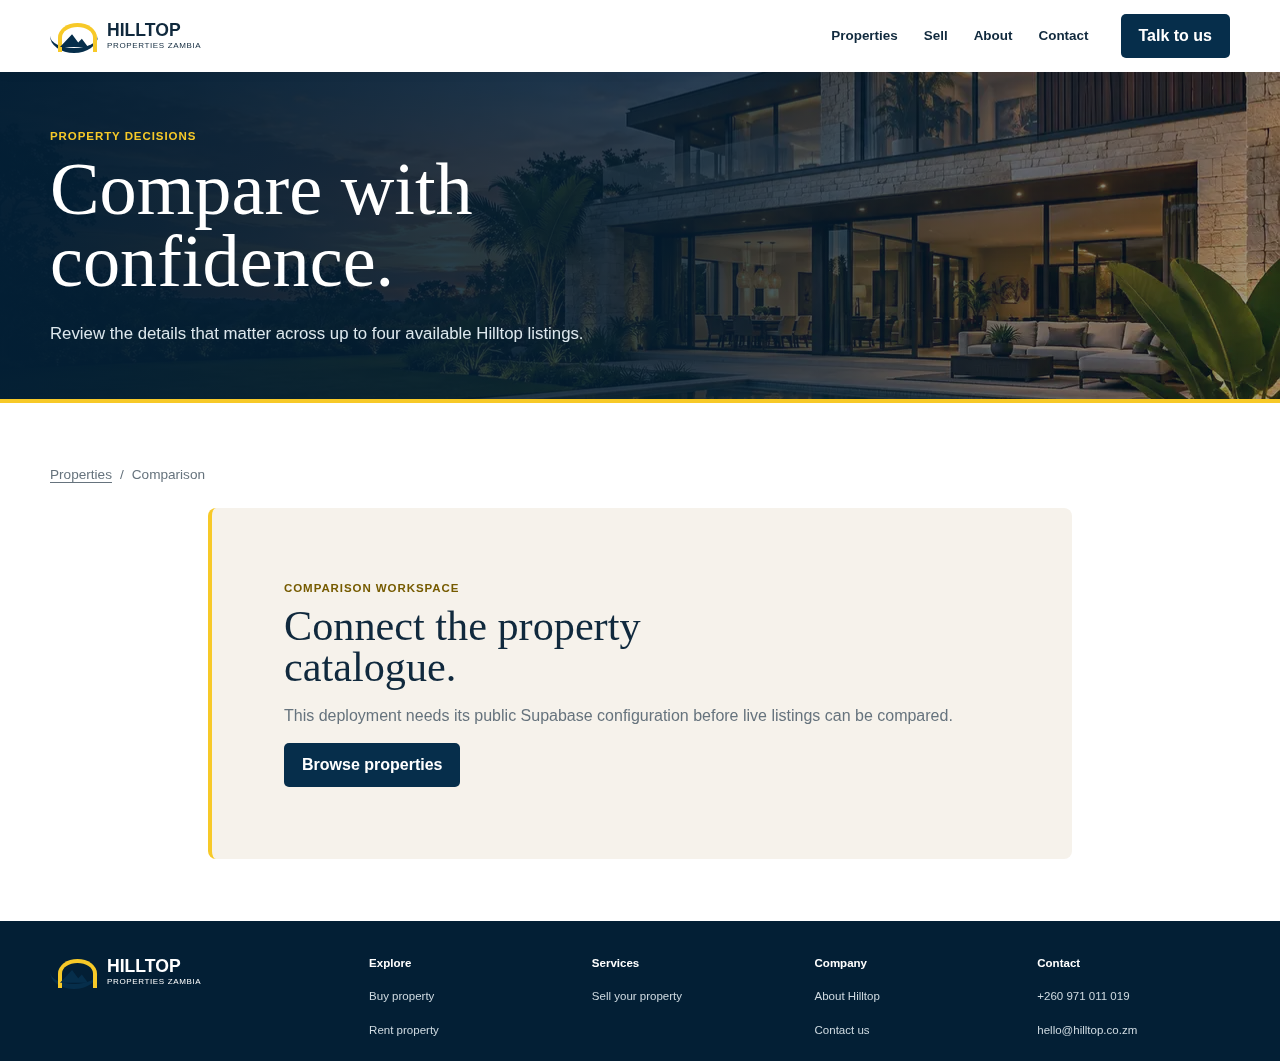 HILLTOP
PROPERTIES ZAMBIA
Properties
Sell
About
Contact
Talk to us
PROPERTY DECISIONS
Compare with
confidence.
Review the details that matter across up to four available Hilltop listings.
Properties / Comparison
COMPARISON WORKSPACE
Connect the property
catalogue.
This deployment needs its public Supabase configuration before live listings can be compared.
Browse properties
HILLTOP
PROPERTIES ZAMBIA
Explore
Buy property
Rent property
Services
Sell your property
Company
About Hilltop
Contact us
Contact
+260 971 011 019
hello@hilltop.co.zm